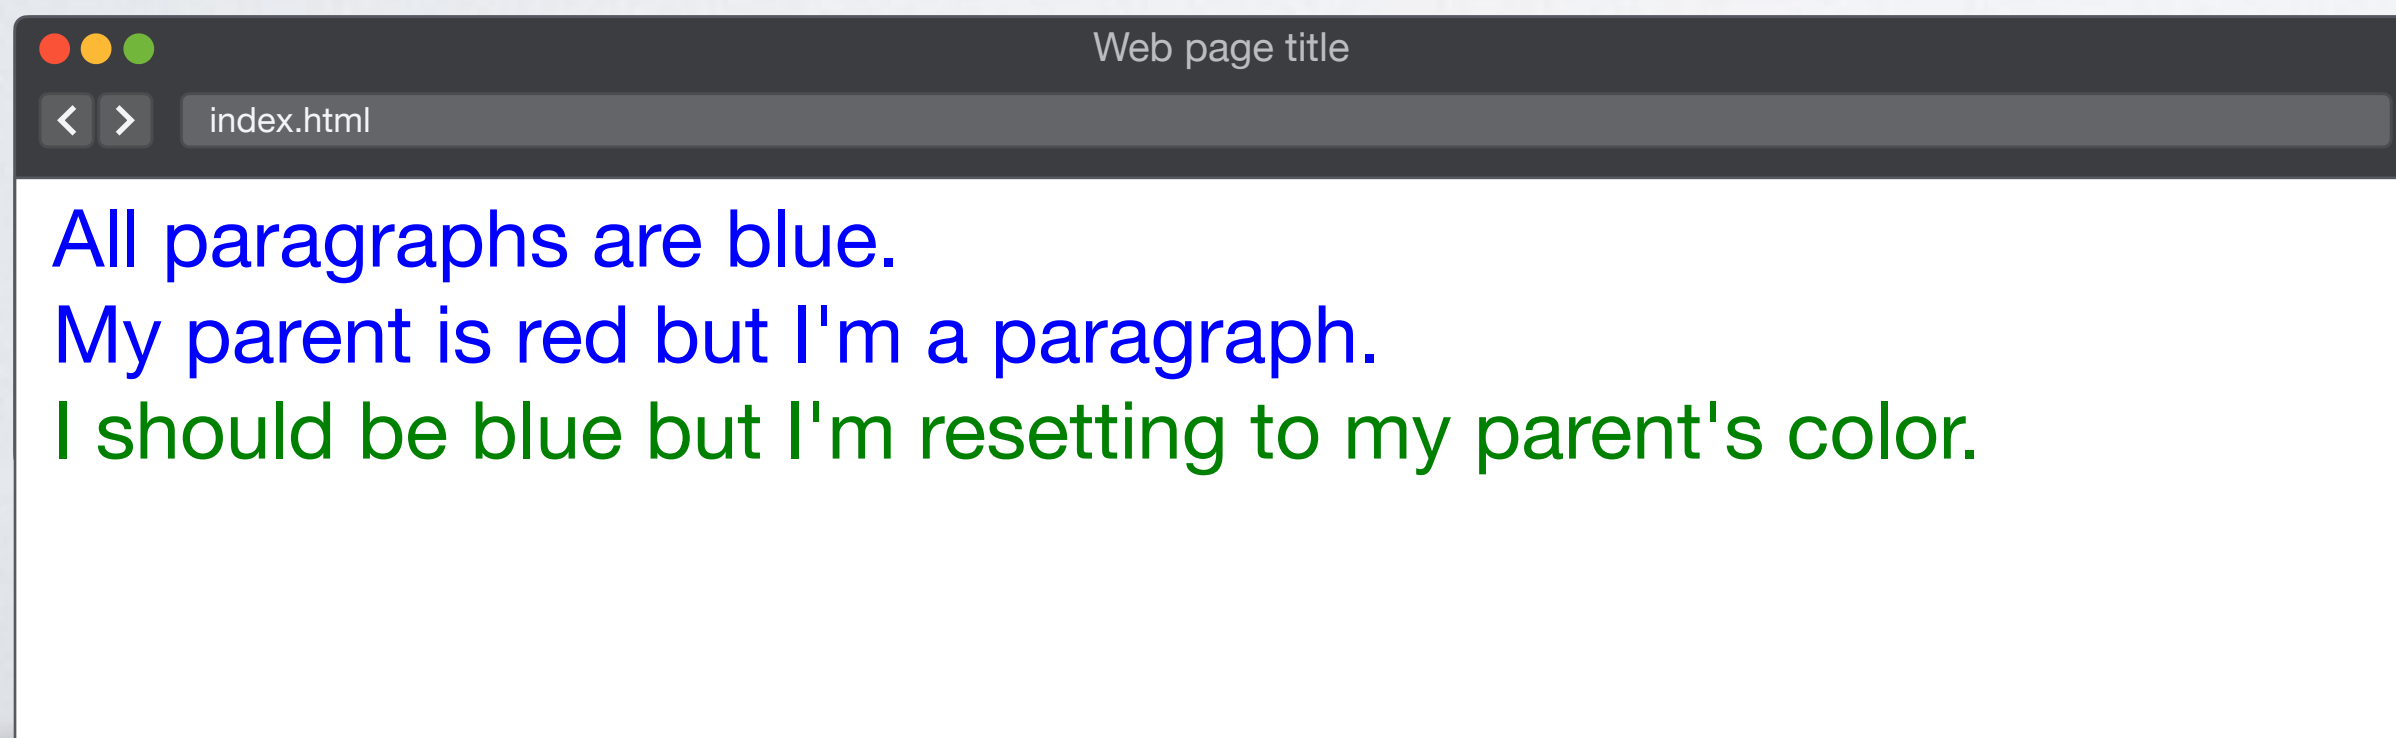 Web page title
index.html
All paragraphs are blue.
My parent is red but I'm a paragraph.
I should be blue but I'm resetting to my parent's color.